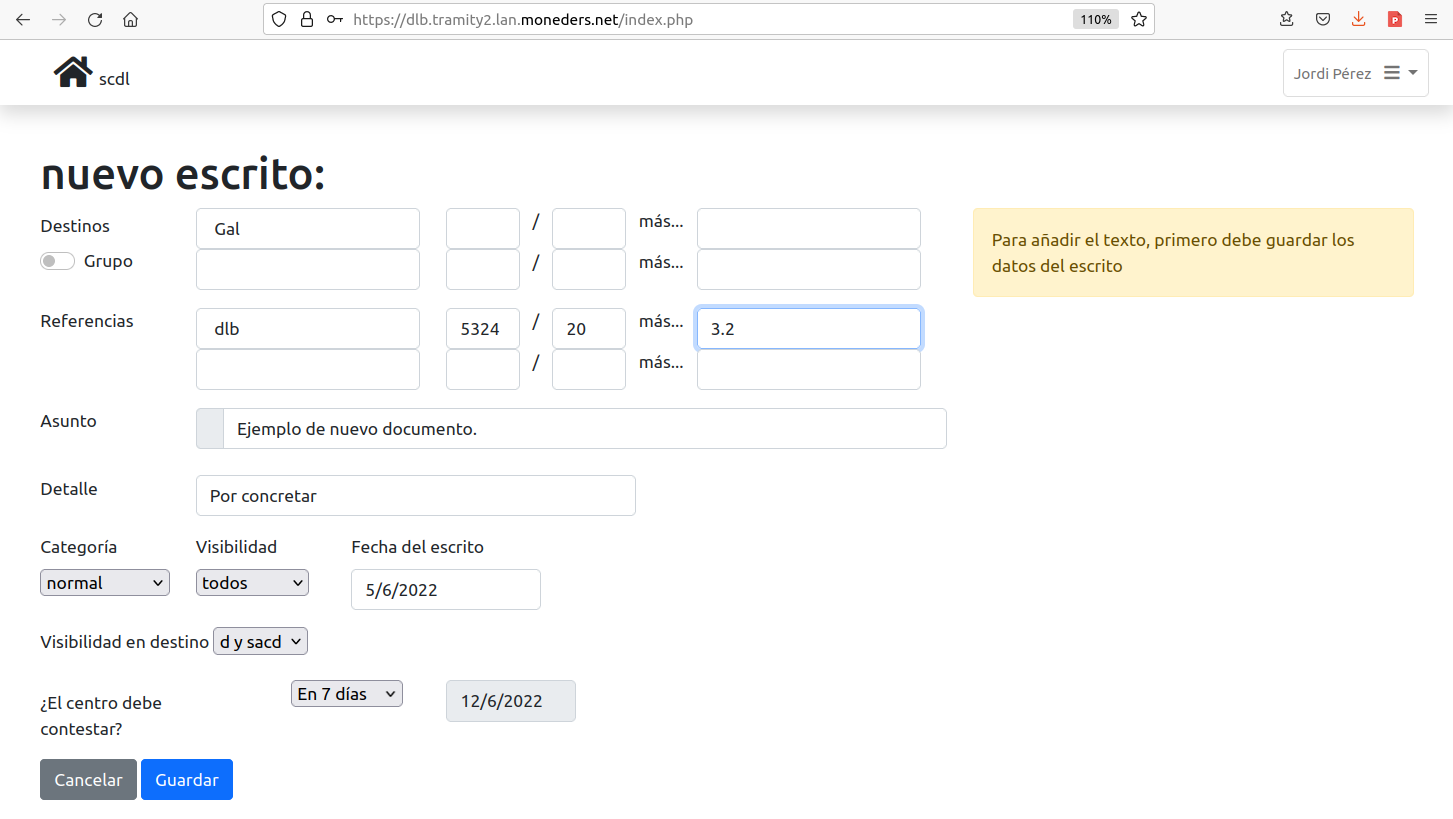 https://dlb.tramity2.lan.moneders.net/index.php 110%
scdl Jordi Pérez
nuevo escrito:
Destinos Gal / más...
Grupo / más...
Para añadir el texto, primero debe guardar los
datos del escrito
Referencias dlb 5324 / 20 más... 3.2
/ más...
Asunto Ejemplo de nuevo documento.
Detalle Por concretar
Categoría Visibilidad Fecha del escrito
normal todos 5/6/2022
Visibilidad en destino d y sacd
¿El centro debe
contestar?
En 7 días 12/6/2022
Cancelar Guardar